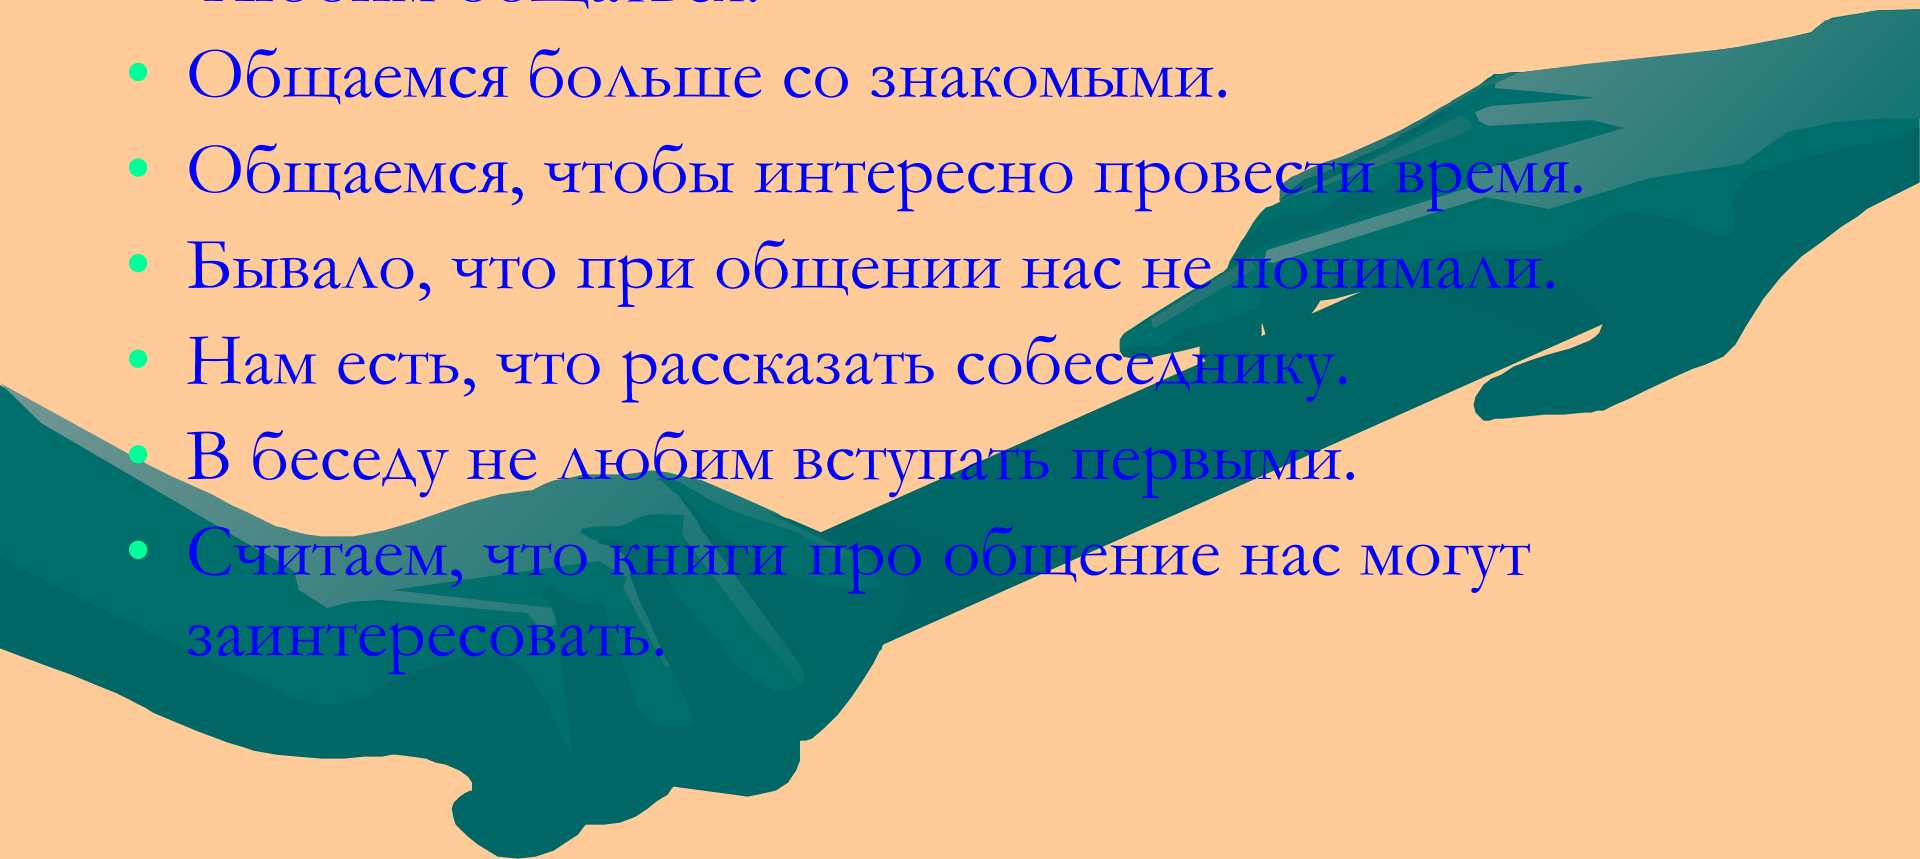 • Общаемся больше со знакомыми.
• Общаемся, чтобы интересно провести время.
• Бывало, что при общении нас не понимали.
• Нам есть, что рассказать собеседнику.
• В беседу не любим вступать первыми.
• Считаем, что книги про общение нас могут
заинтересовать.